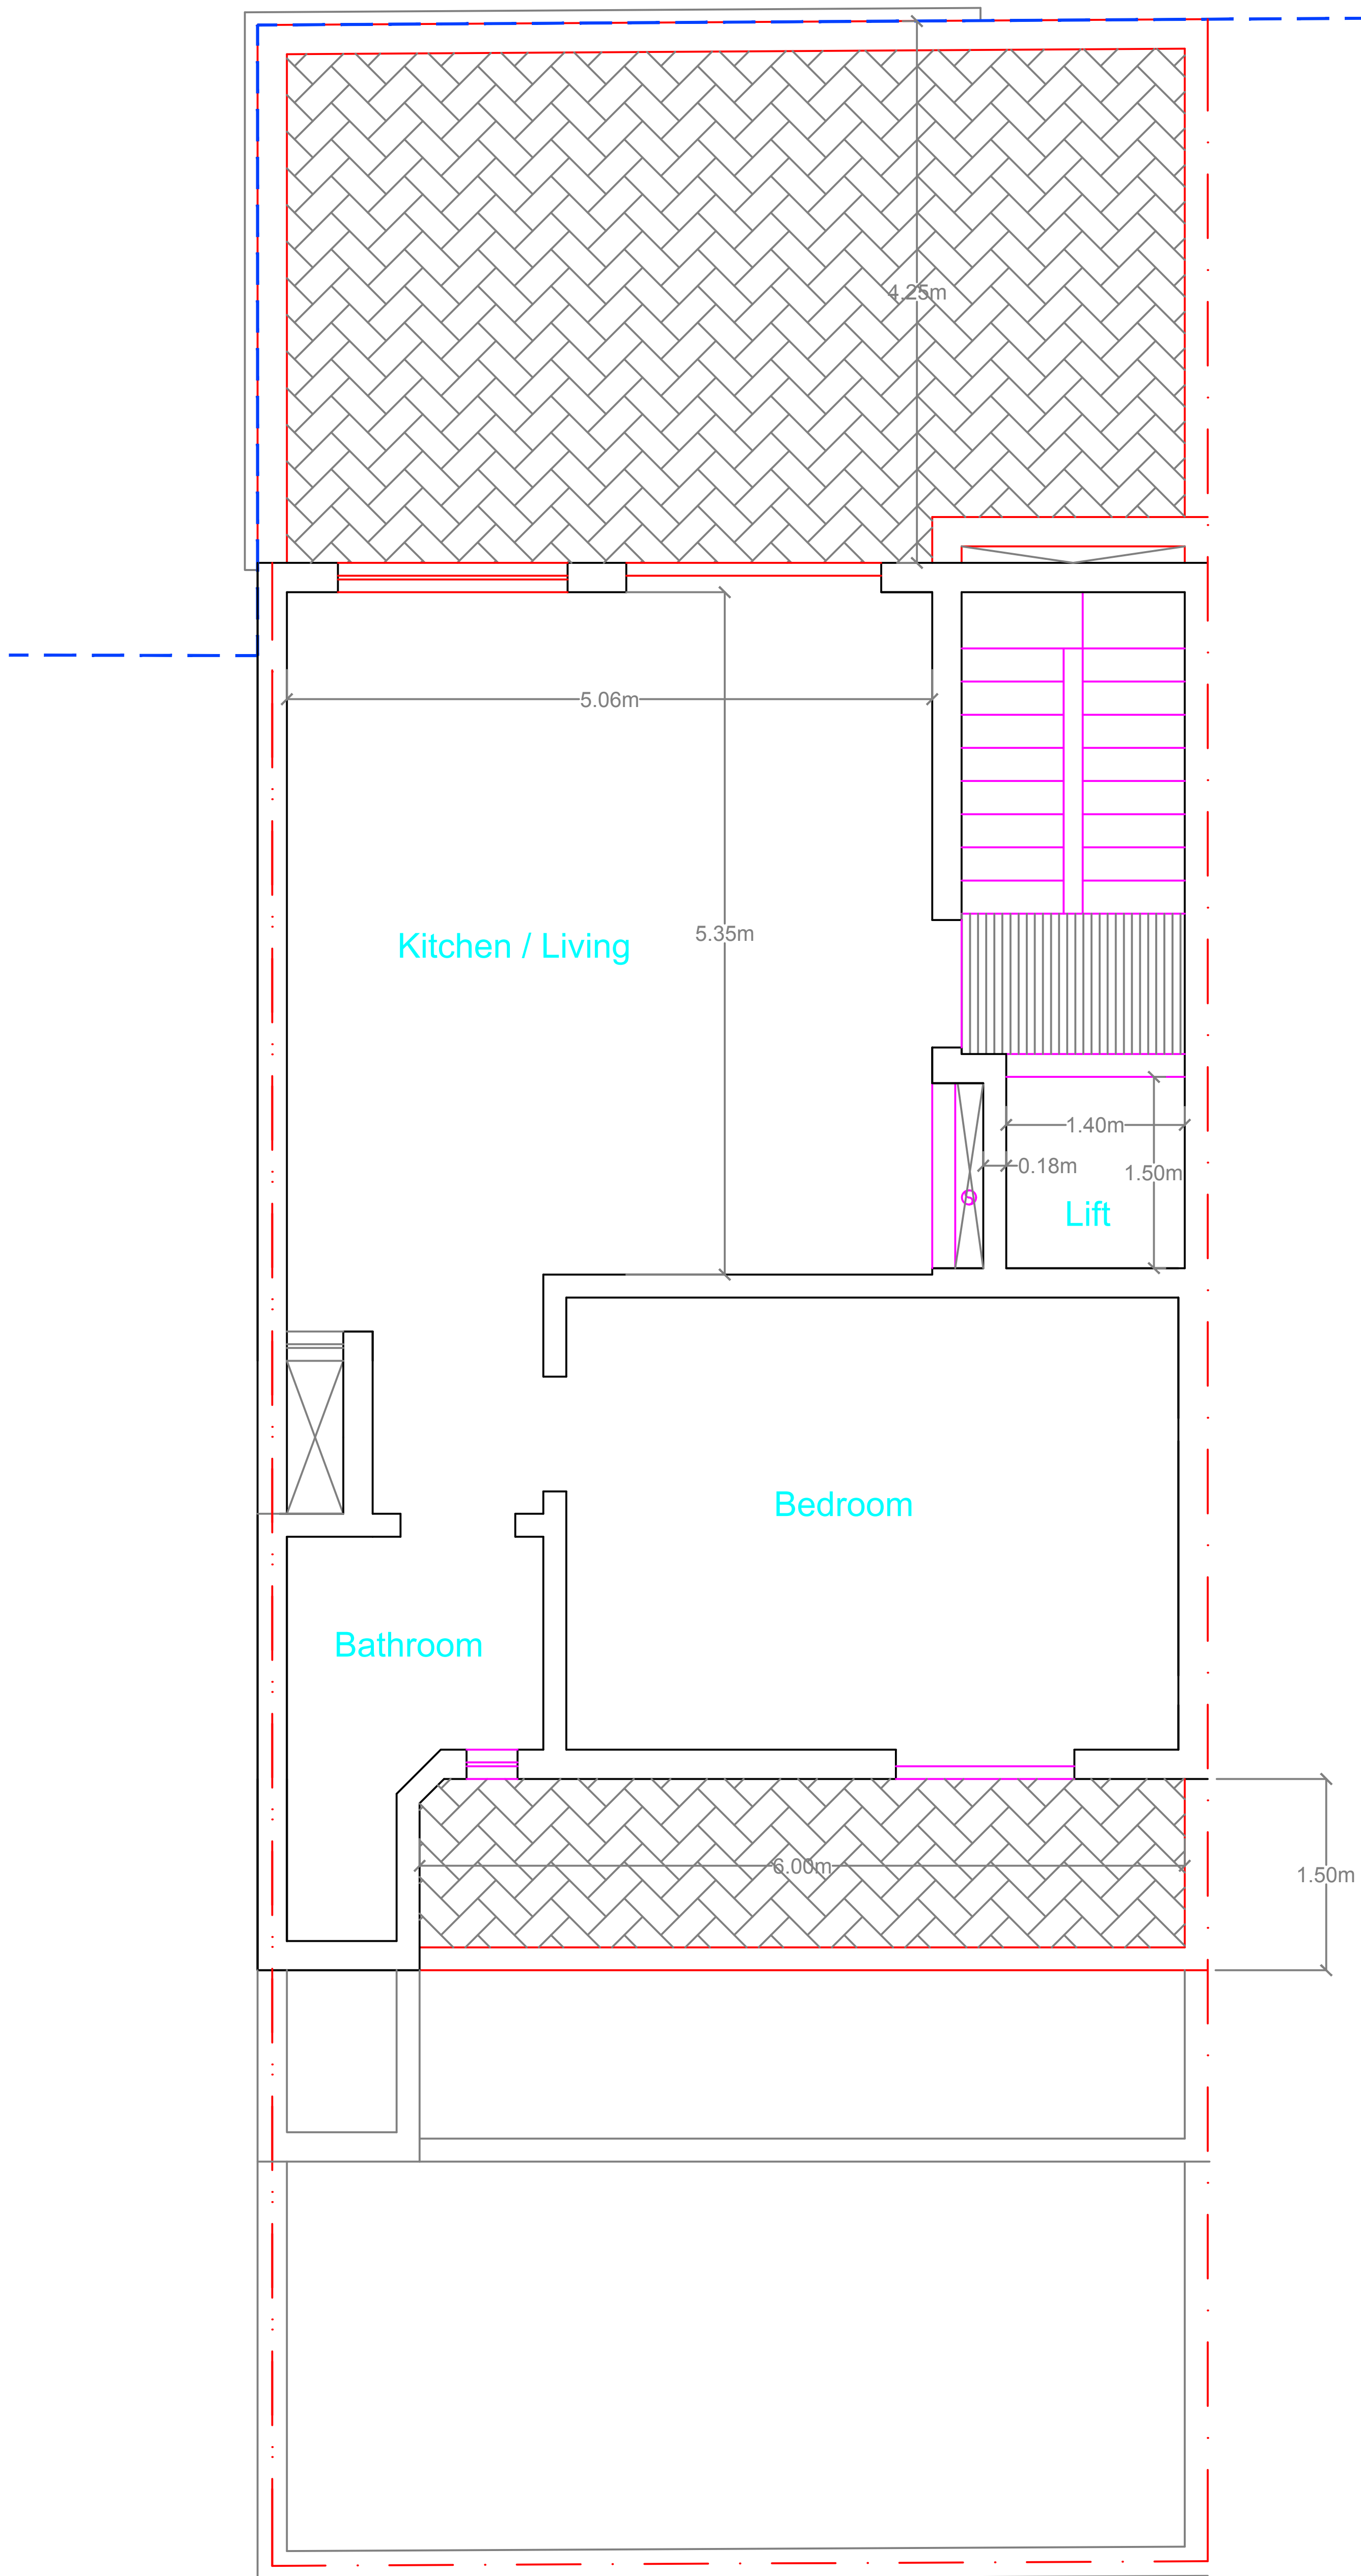 4.25m
5.06m
5.35m
Kitchen / Living
1.40m
0.18m
1.50m
Lift
S
Bedroom
Bathroom
6.00m
1.50m